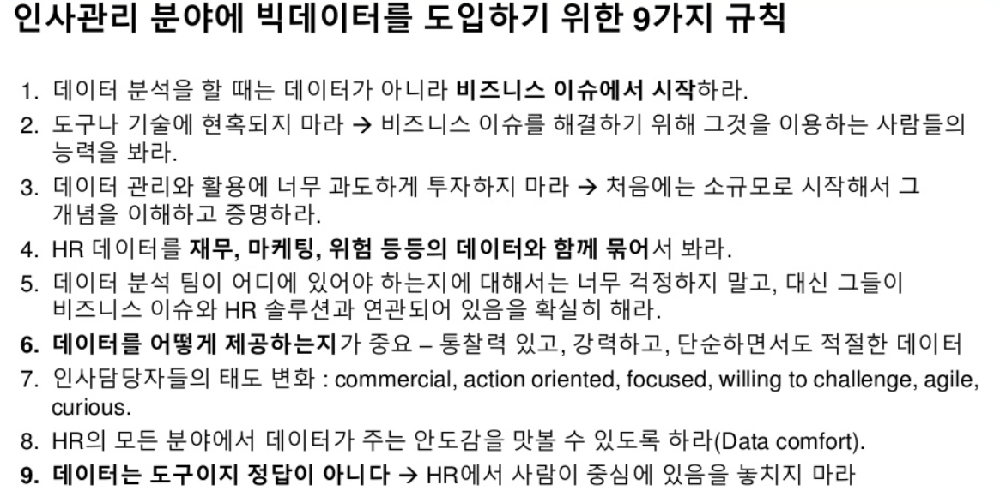 인사관리 분야에 빅데이터를 도입하기 위한 9가지 규칙
1. 데이터 분석을 할 때는 데이터가 아니라 비즈니스 이슈에서 시작하라.
2. 도구나 기술에 현혹되지 마라 → 비즈니스 이슈를 해결하기 위해 그것을 이용하는 사람들의
능력을 봐라.
3. 데이터 관리와 활용에 너무 과도하게 투자하지 마라 → 처음에는 소규모로 시작해서 그
개념을 이해하고 증명하라.
4. HR 데이터를 재무, 마케팅, 위험 등등의 데이터와 함께 묶어서 봐라.
5. 데이터 분석 팀이 어디에 있어야 하는지에 대해서는 너무 걱정하지 말고, 대신 그들이
비즈니스 이슈와 HR 솔루션과 연관되어 있음을 확실히 해라.
6. 데이터를 어떻게 제공하는지가 중요 – 통찰력 있고, 강력하고, 단순하면서도 적절한 데이터
7. 인사담당자들의 태도 변화 : commercial, action oriented, focused, willing to challenge, agile,
curious.
8. HR의 모든 분야에서 데이터가 주는 안도감을 맛볼 수 있도록 하라(Data comfort).
9. 데이터는 도구이지 정답이 아니다 → HR에서 사람이 중심에 있음을 놓치지 마라